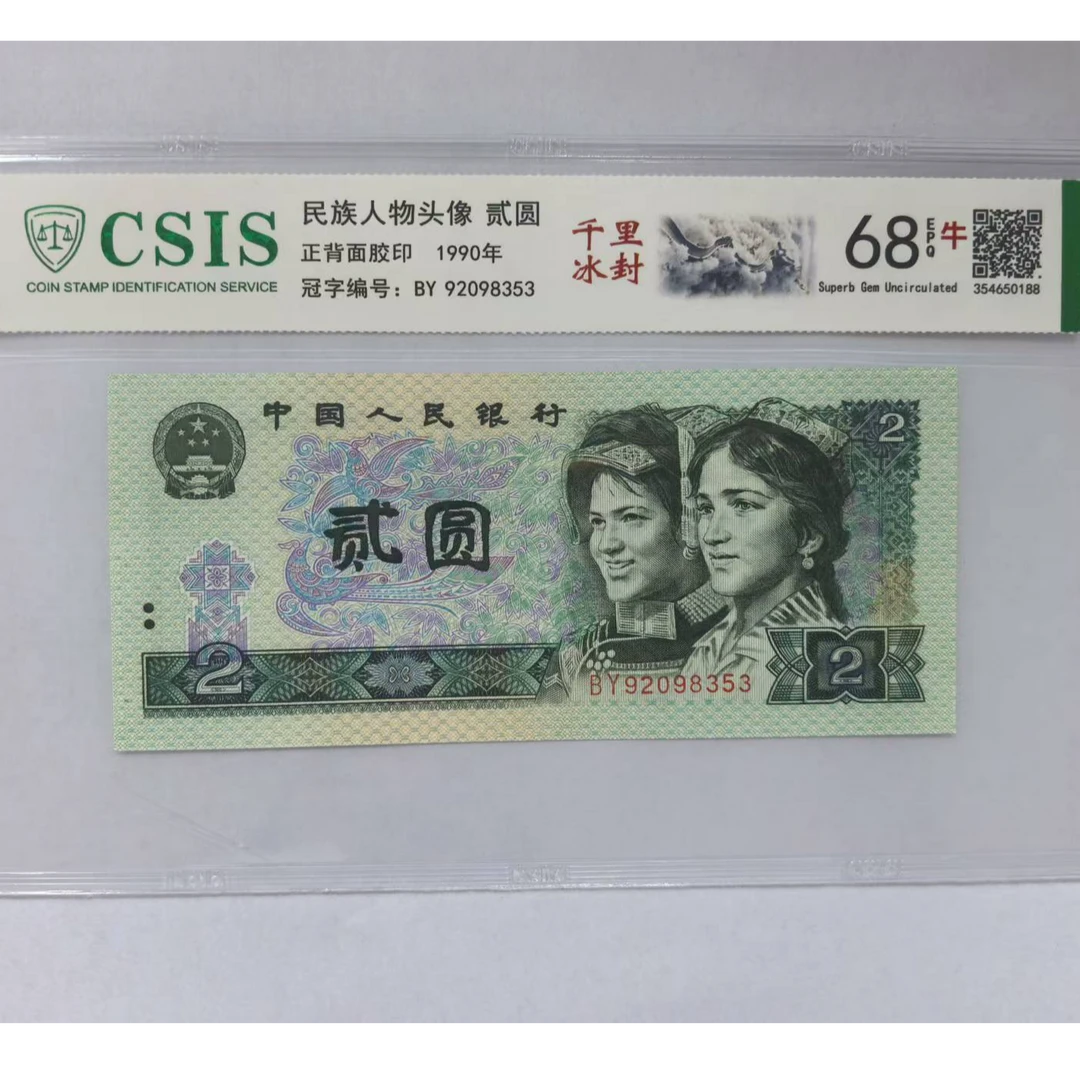 CSIS
COIN STAMP IDENTIFICATION SERVICE
民族人物头像 贰圆
正背面胶印 1990年
冠字编号：BY 92098353
千里
冰封
68 EPQ 牛
Superb Gem Uncirculated
354650188
中国人民银行
2
贰圆
2
BY92098353
2